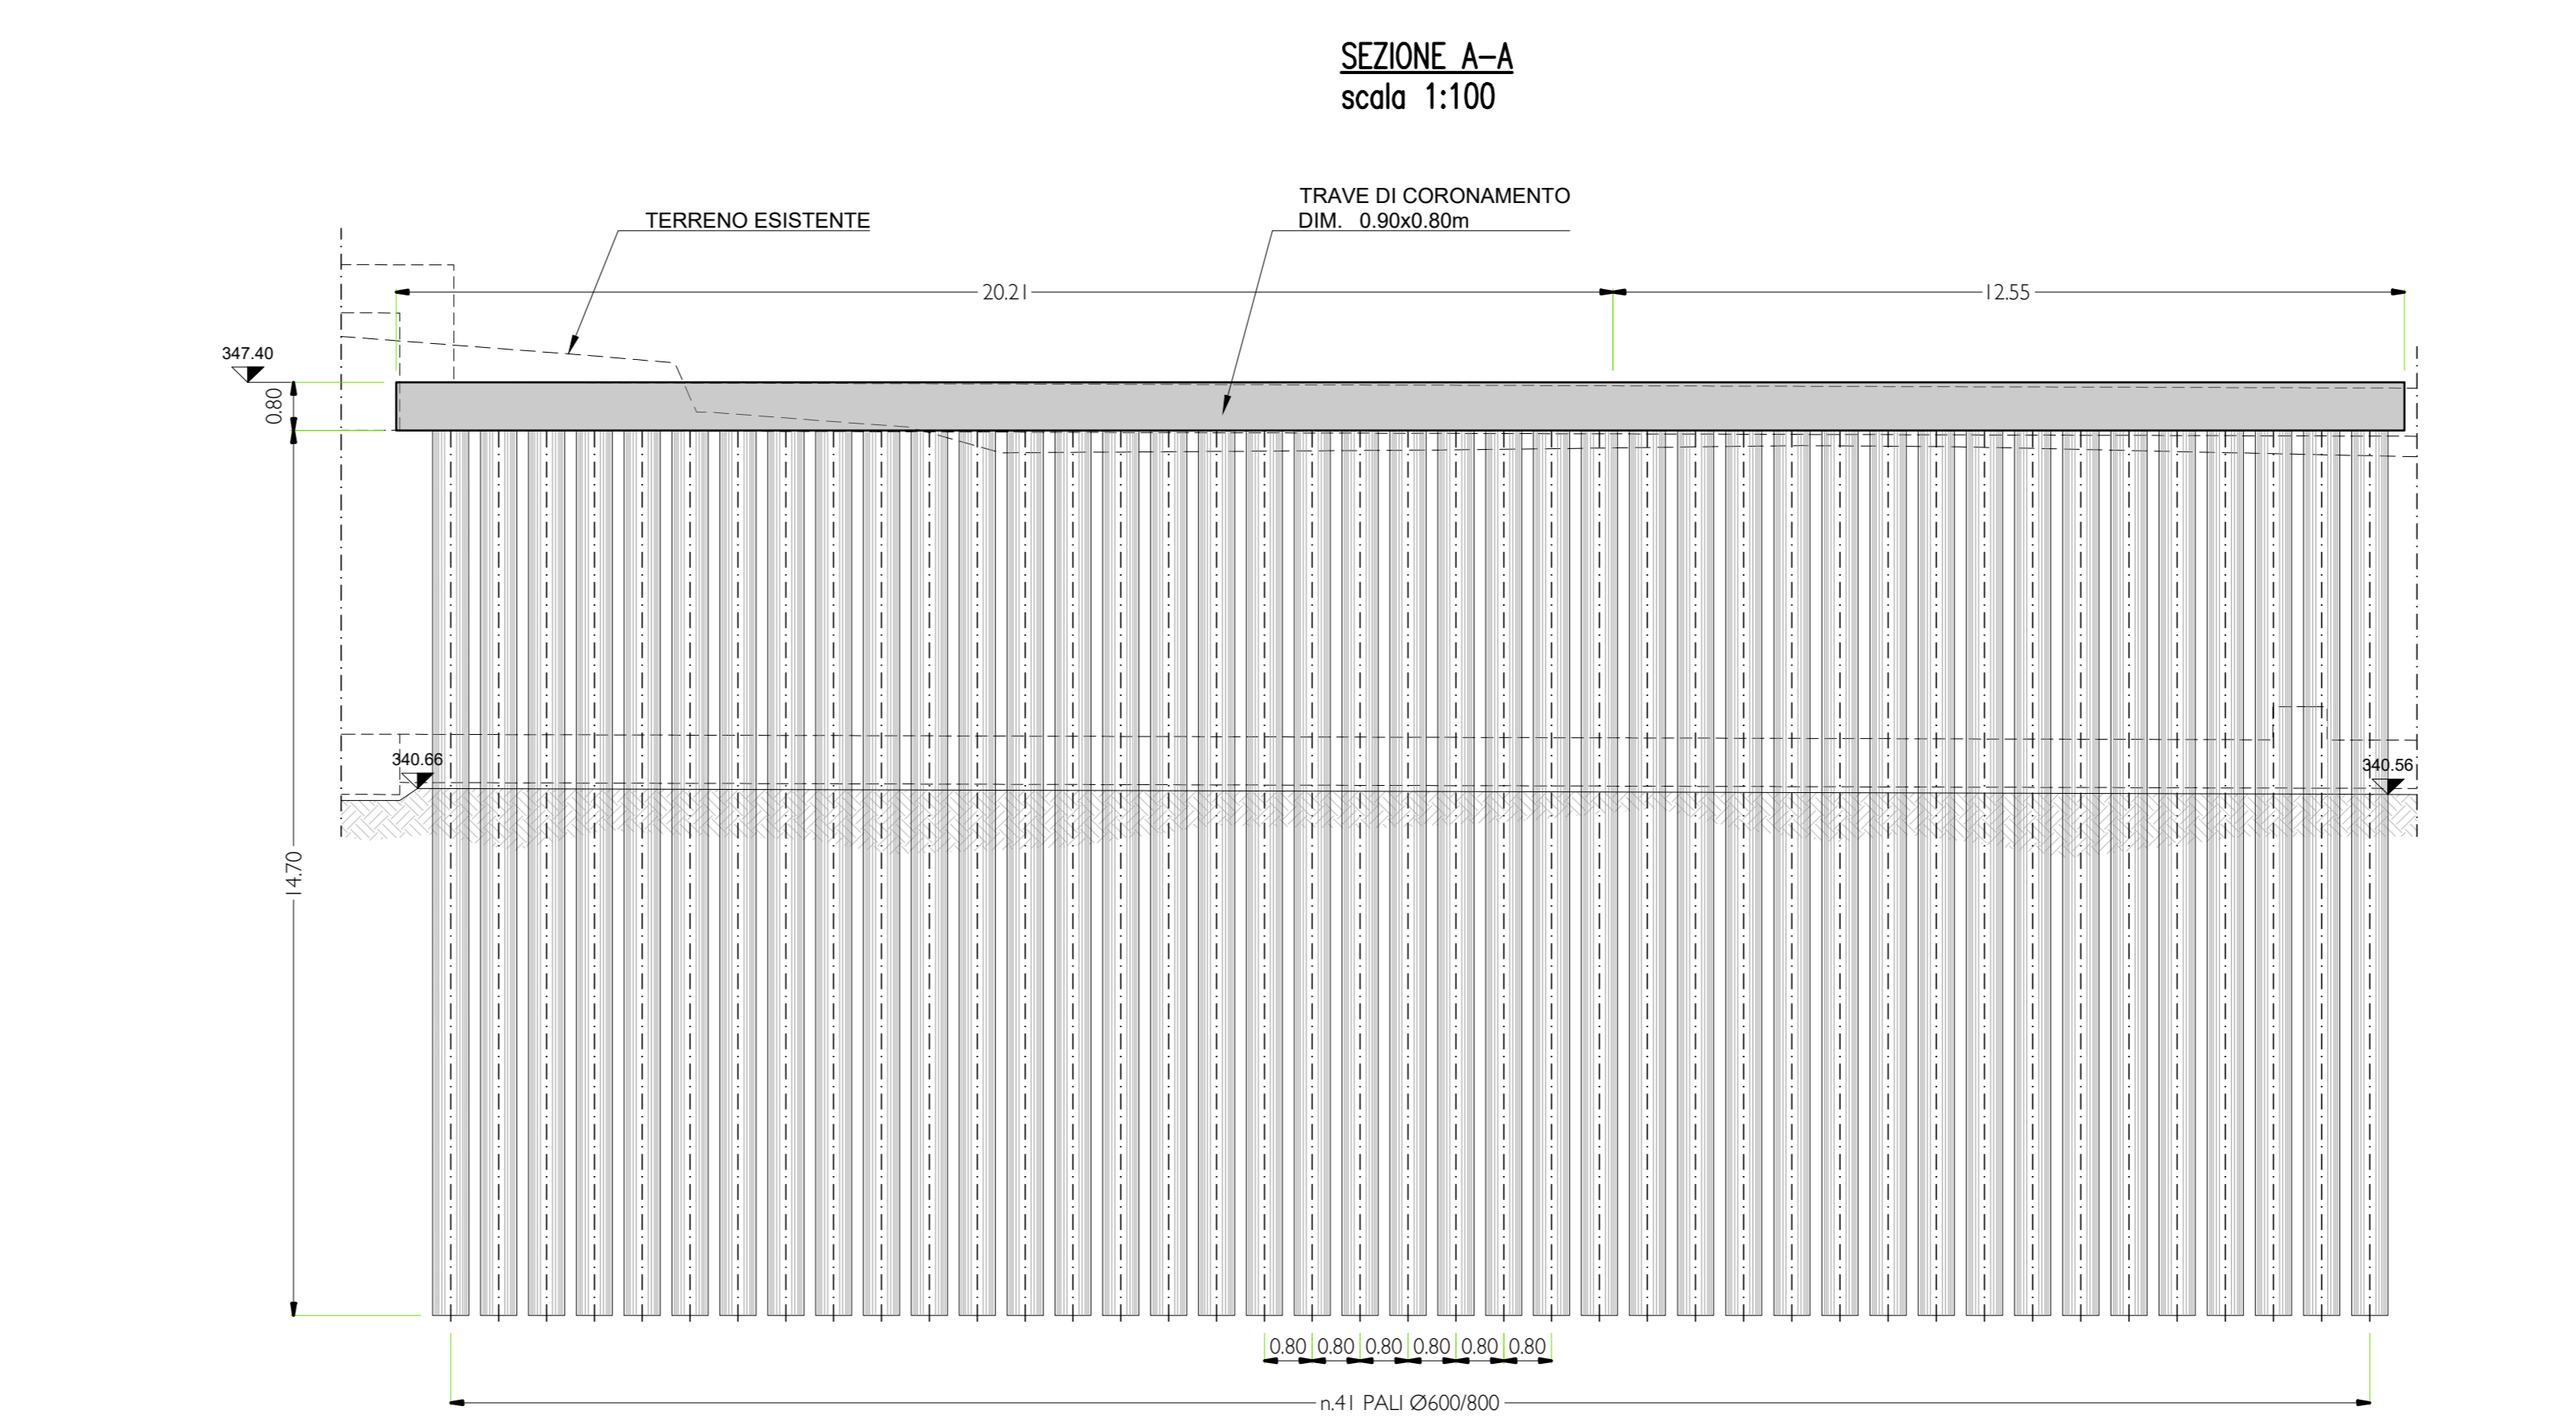 SEZIONE A-A
scala 1:100
TRAVE DI CORONAMENTO
DIM. 0.90x0.80m
TERRENO ESISTENTE
20.21
12.55
347.40
0.80
340.66
340.56
14.70
0.80 0.80 0.80 0.80 0.80 0.80
n.41 PALI Ø600/800